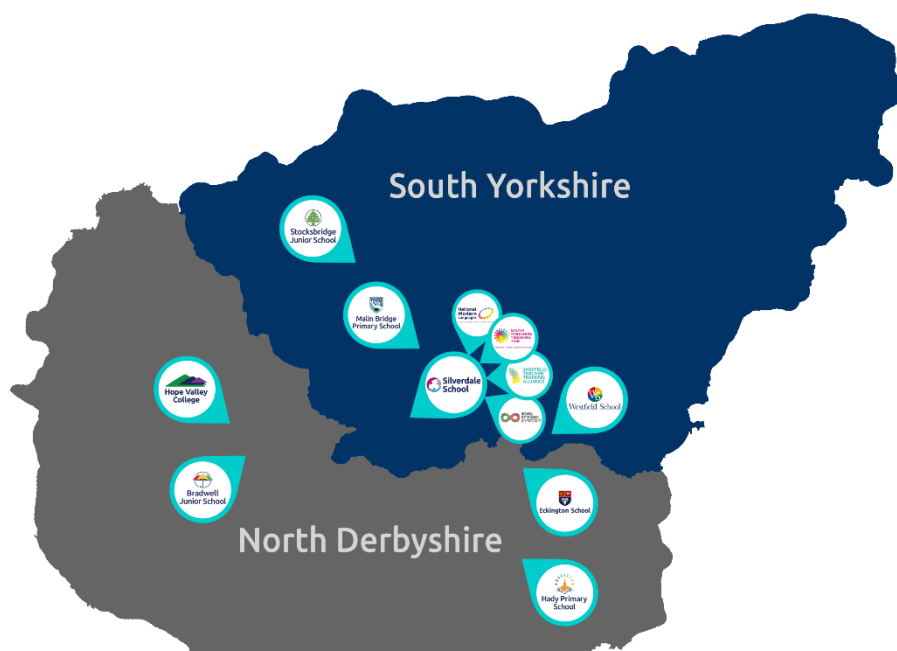 South Yorkshire
Stocksbridge
Junior School
Malin Bridge
Primary School
National
Modern
Languages
SOUTH
YORKSHIRE
TEACHING
HUB
Silverdale
School
SHEFFIELD
TEACHER
TRAINING
ALLIANCE
Hope Valley
College
Westfield School
Bradwell
Junior School
Eckington School
North Derbyshire
Hady Primary
School